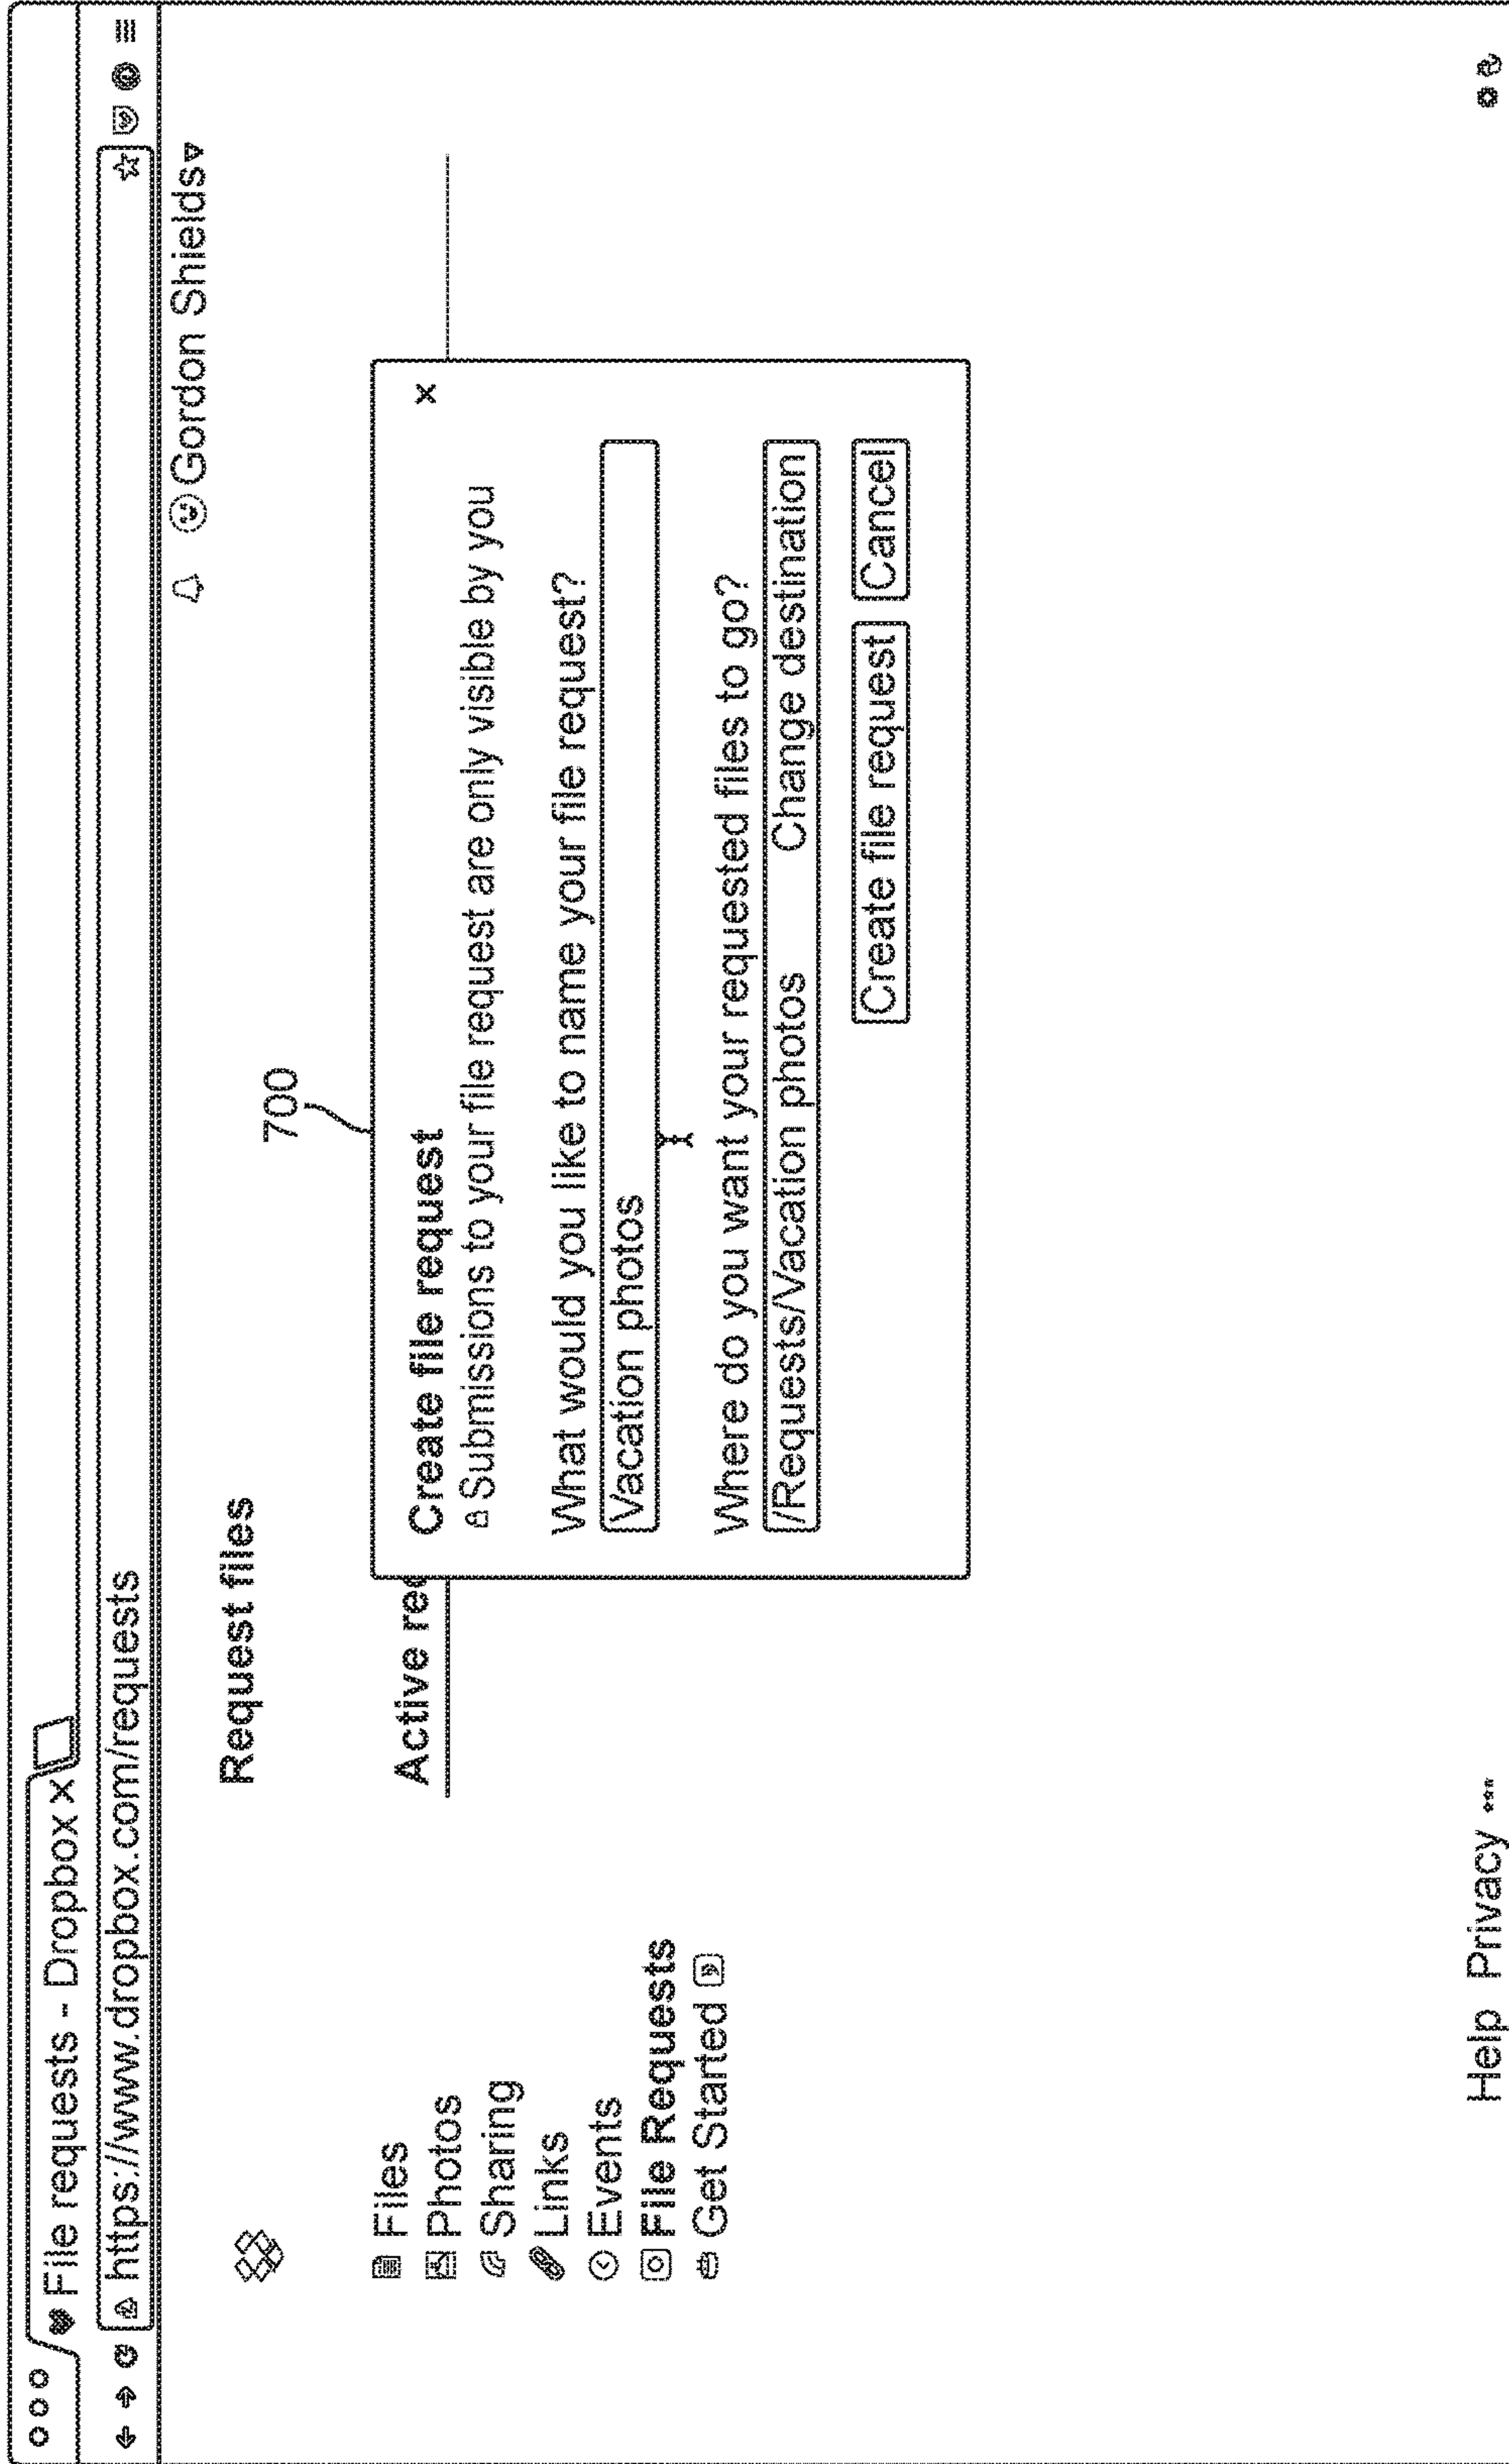 File requests - Dropbox X
https://www.dropbox.com/requests
Gordon Shields
Request files
700
Files
Photos
Sharing
Links
Events
File Requests
Get Started
Active req
Create file request
x
Submissions to your file request are only visible by you
What would you like to name your file request?
Vacation photos
Where do you want your requested files to go?
/Requests/Vacation photos Change destination
Create file request Cancel
Help Privacy •••